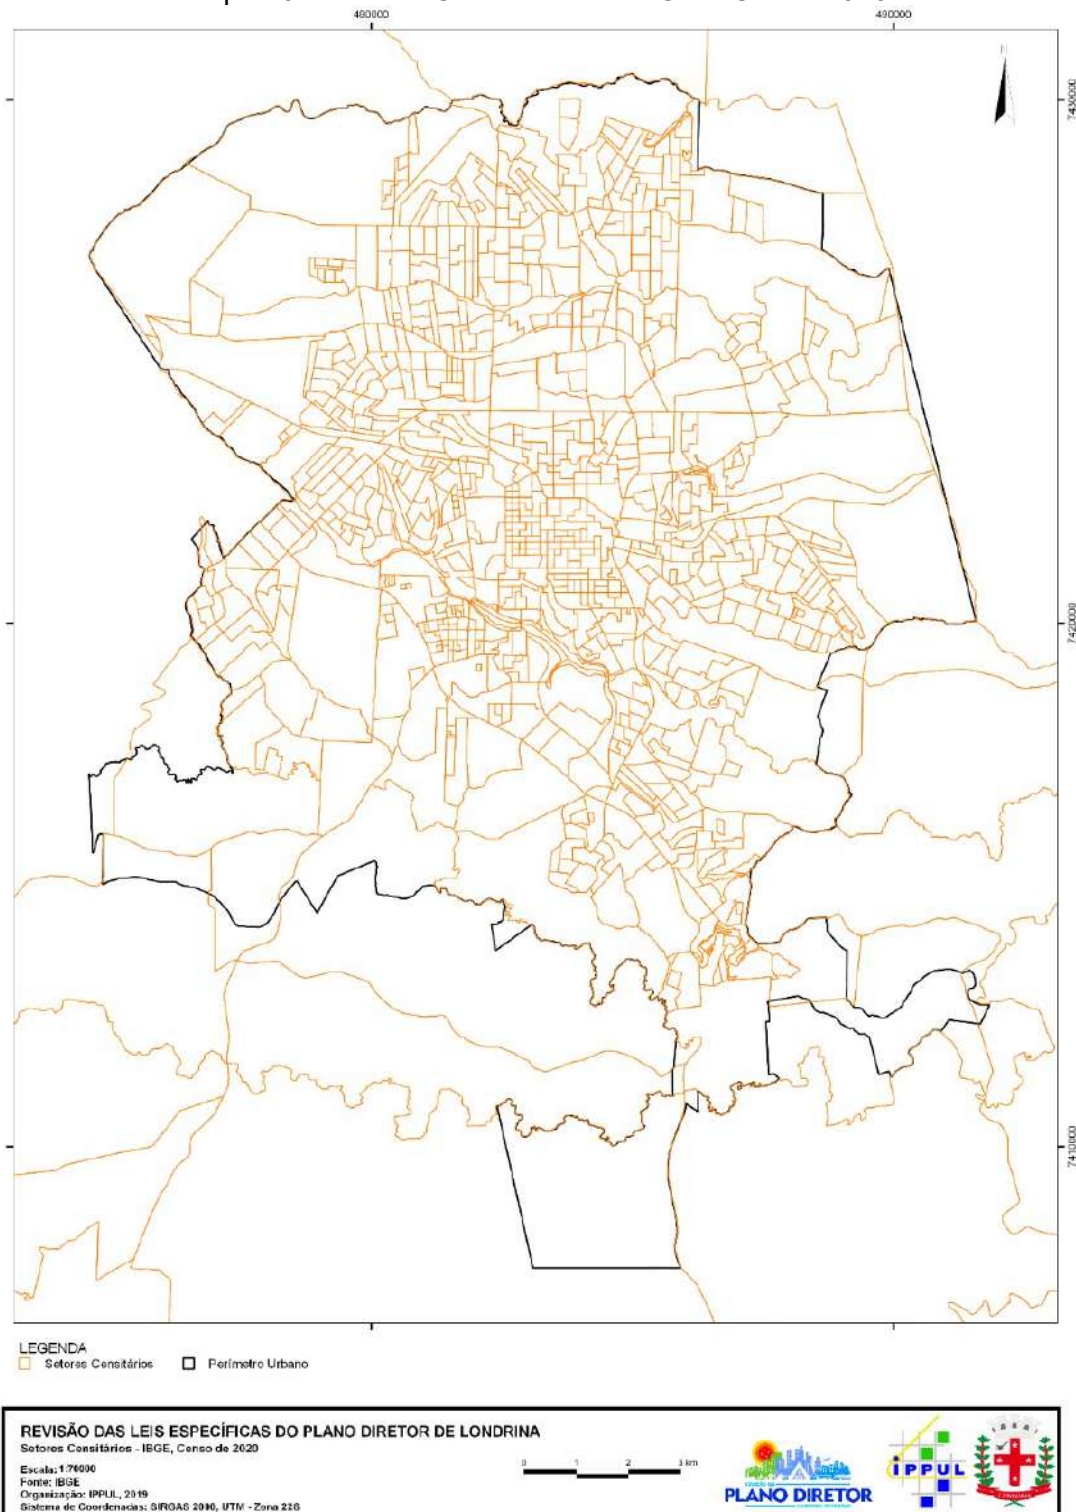 480000
490000
N
7430000
7420000
7410000
LEGENDA
Setores Censitários
Perímetro Urbano
REVISÃO DAS LEIS ESPECÍFICAS DO PLANO DIRETOR DE LONDRINA
Setores Censitários - IBGE, Censo de 2020
Escala: 1:70000
Fonte: IBGE
Organização: IPPUL, 2019
Sistema de Coordenadas: SIRGAS 2000, UTM - Zona 22S
0 1 2 3 km
PLANO DIRETOR
iPPUL
LONDRINA